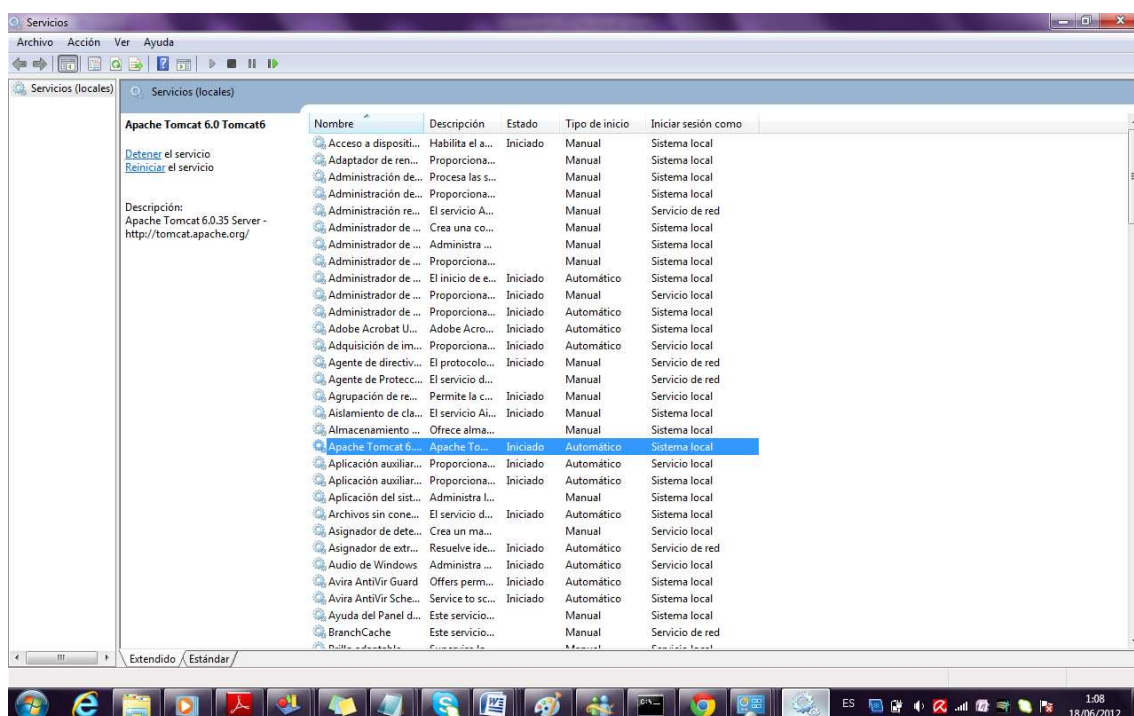 Servicios
Archivo Acción Ver Ayuda
Servicios (locales)
Servicios (locales)
Apache Tomcat 6.0 Tomcat6
Detener el servicio
Reiniciar el servicio
Descripción:
Apache Tomcat 6.0.35 Server -
http://tomcat.apache.org/
Nombre Descripción Estado Tipo de inicio Iniciar sesión como
Acceso a dispositi... Habilita el a... Iniciado Manual Sistema local
Adaptador de ren... Proporciona... Manual Sistema local
Administración de... Procesa las s... Manual Sistema local
Administración de... Proporciona... Manual Sistema local
Administración re... El servicio A... Manual Servicio de red
Administrador de ... Crea una co... Manual Sistema local
Administrador de ... Administra ... Manual Sistema local
Administrador de ... Proporciona... Manual Sistema local
Administrador de ... El inicio de e... Iniciado Automático Sistema local
Administrador de ... Proporciona... Iniciado Manual Servicio local
Administrador de ... Proporciona... Iniciado Automático Sistema local
Adobe Acrobat U... Adobe Acro... Iniciado Automático Sistema local
Adquisición de im... Proporciona... Iniciado Automático Servicio local
Agente de directiv... El protocolo... Iniciado Manual Servicio de red
Agente de Protecc... El servicio d... Manual Servicio de red
Agrupación de re... Permite la c... Iniciado Manual Servicio local
Aislamiento de cla... El servicio Ai... Iniciado Manual Sistema local
Almacenamiento ... Ofrece alma... Manual Sistema local
Apache Tomcat 6.... Apache To... Iniciado Automático Sistema local
Aplicación auxiliar... Proporciona... Iniciado Automático Servicio local
Aplicación auxiliar... Proporciona... Iniciado Automático Sistema local
Aplicación del sist... Administra l... Manual Sistema local
Archivos sin cone... El servicio d... Iniciado Automático Sistema local
Asignador de dete... Crea un ma... Manual Servicio local
Asignador de extr... Resuelve ide... Iniciado Automático Servicio de red
Audio de Windows Administra ... Iniciado Automático Servicio local
Avira AntiVir Guard Offers perm... Iniciado Automático Sistema local
Avira AntiVir Sche... Service to sc... Iniciado Automático Sistema local
Ayuda del Panel d... Este servicio... Manual Sistema local
BranchCache Este servicio... Manual Servicio de red
Extendido Estándar
ES
1:08
18/06/2012